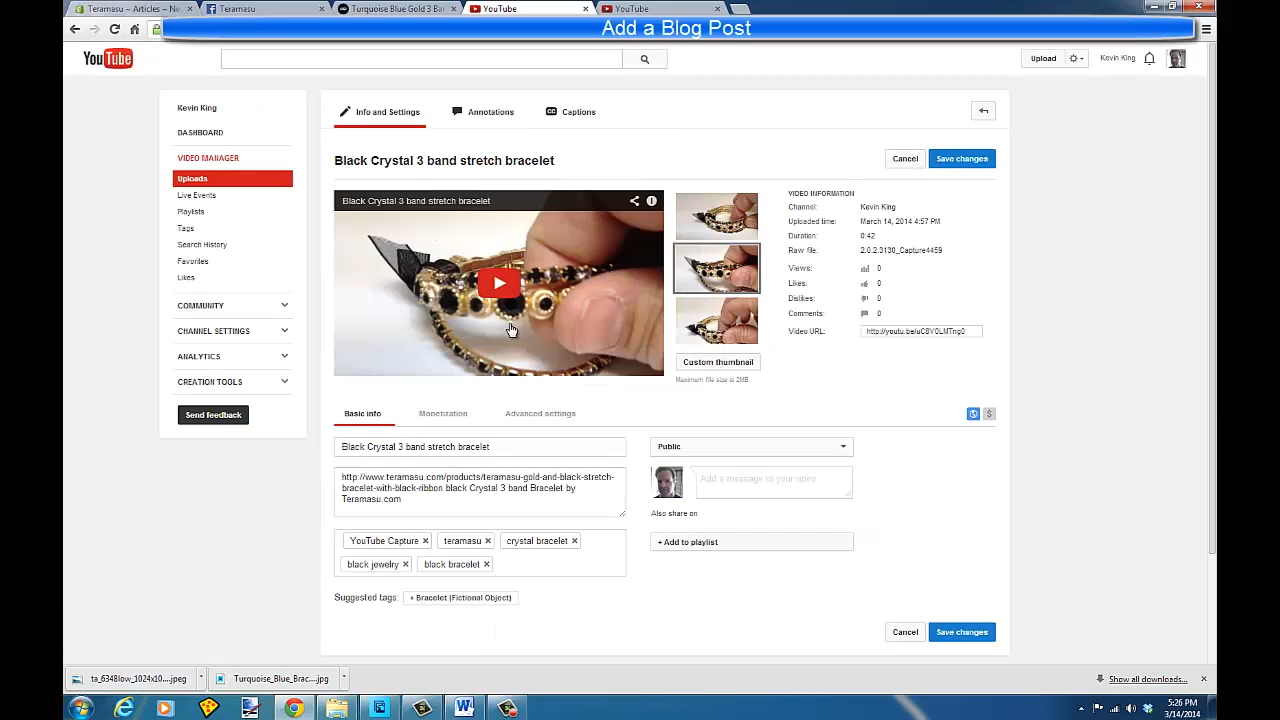 Teramasu ~ Articles ~ Ne
Teramasu
Turquoise Blue Gold 3 Ba
YouTube
YouTube
Add a Blog Post
YouTube
Upload
Kevin King
Kevin King
DASHBOARD
VIDEO MANAGER
Uploads
Live Events
Playlists
Tags
Search History
Favorites
Likes
COMMUNITY
CHANNEL SETTINGS
ANALYTICS
CREATION TOOLS
Send feedback
Info and Settings
Annotations
CC Captions
Black Crystal 3 band stretch bracelet
Cancel
Save changes
Black Crystal 3 band stretch bracelet
Custom thumbnail
Maximum file size is 2MB.
VIDEO INFORMATION
Channel: Kevin King
Uploaded time: March 14, 2014 4:57 PM
Duration: 0:42
Raw file: 2.0.2.3130_Capture4459
Views: 0
Likes: 0
Dislikes: 0
Comments: 0
Video URL: http://youtu.be/uCBY0LMTng0
Basic info
Monetization
Advanced settings
$
Black Crystal 3 band stretch bracelet
http://www.teramasu.com/products/teramasu-gold-and-black-stretch-
bracelet-with-black-ribbon black Crystal 3 band Bracelet by
Teramasu.com
YouTube Capture × teramasu × crystal bracelet ×
black jewelry × black bracelet ×
Suggested tags: + Bracelet (Fictional Object)
Public
Add a message to your video
Also share on
+ Add to playlist
Cancel
Save changes
ta_6348low_1024x10....jpeg
Turquoise_Blue_Brac....jpg
Show all downloads...
5:26 PM
3/14/2014